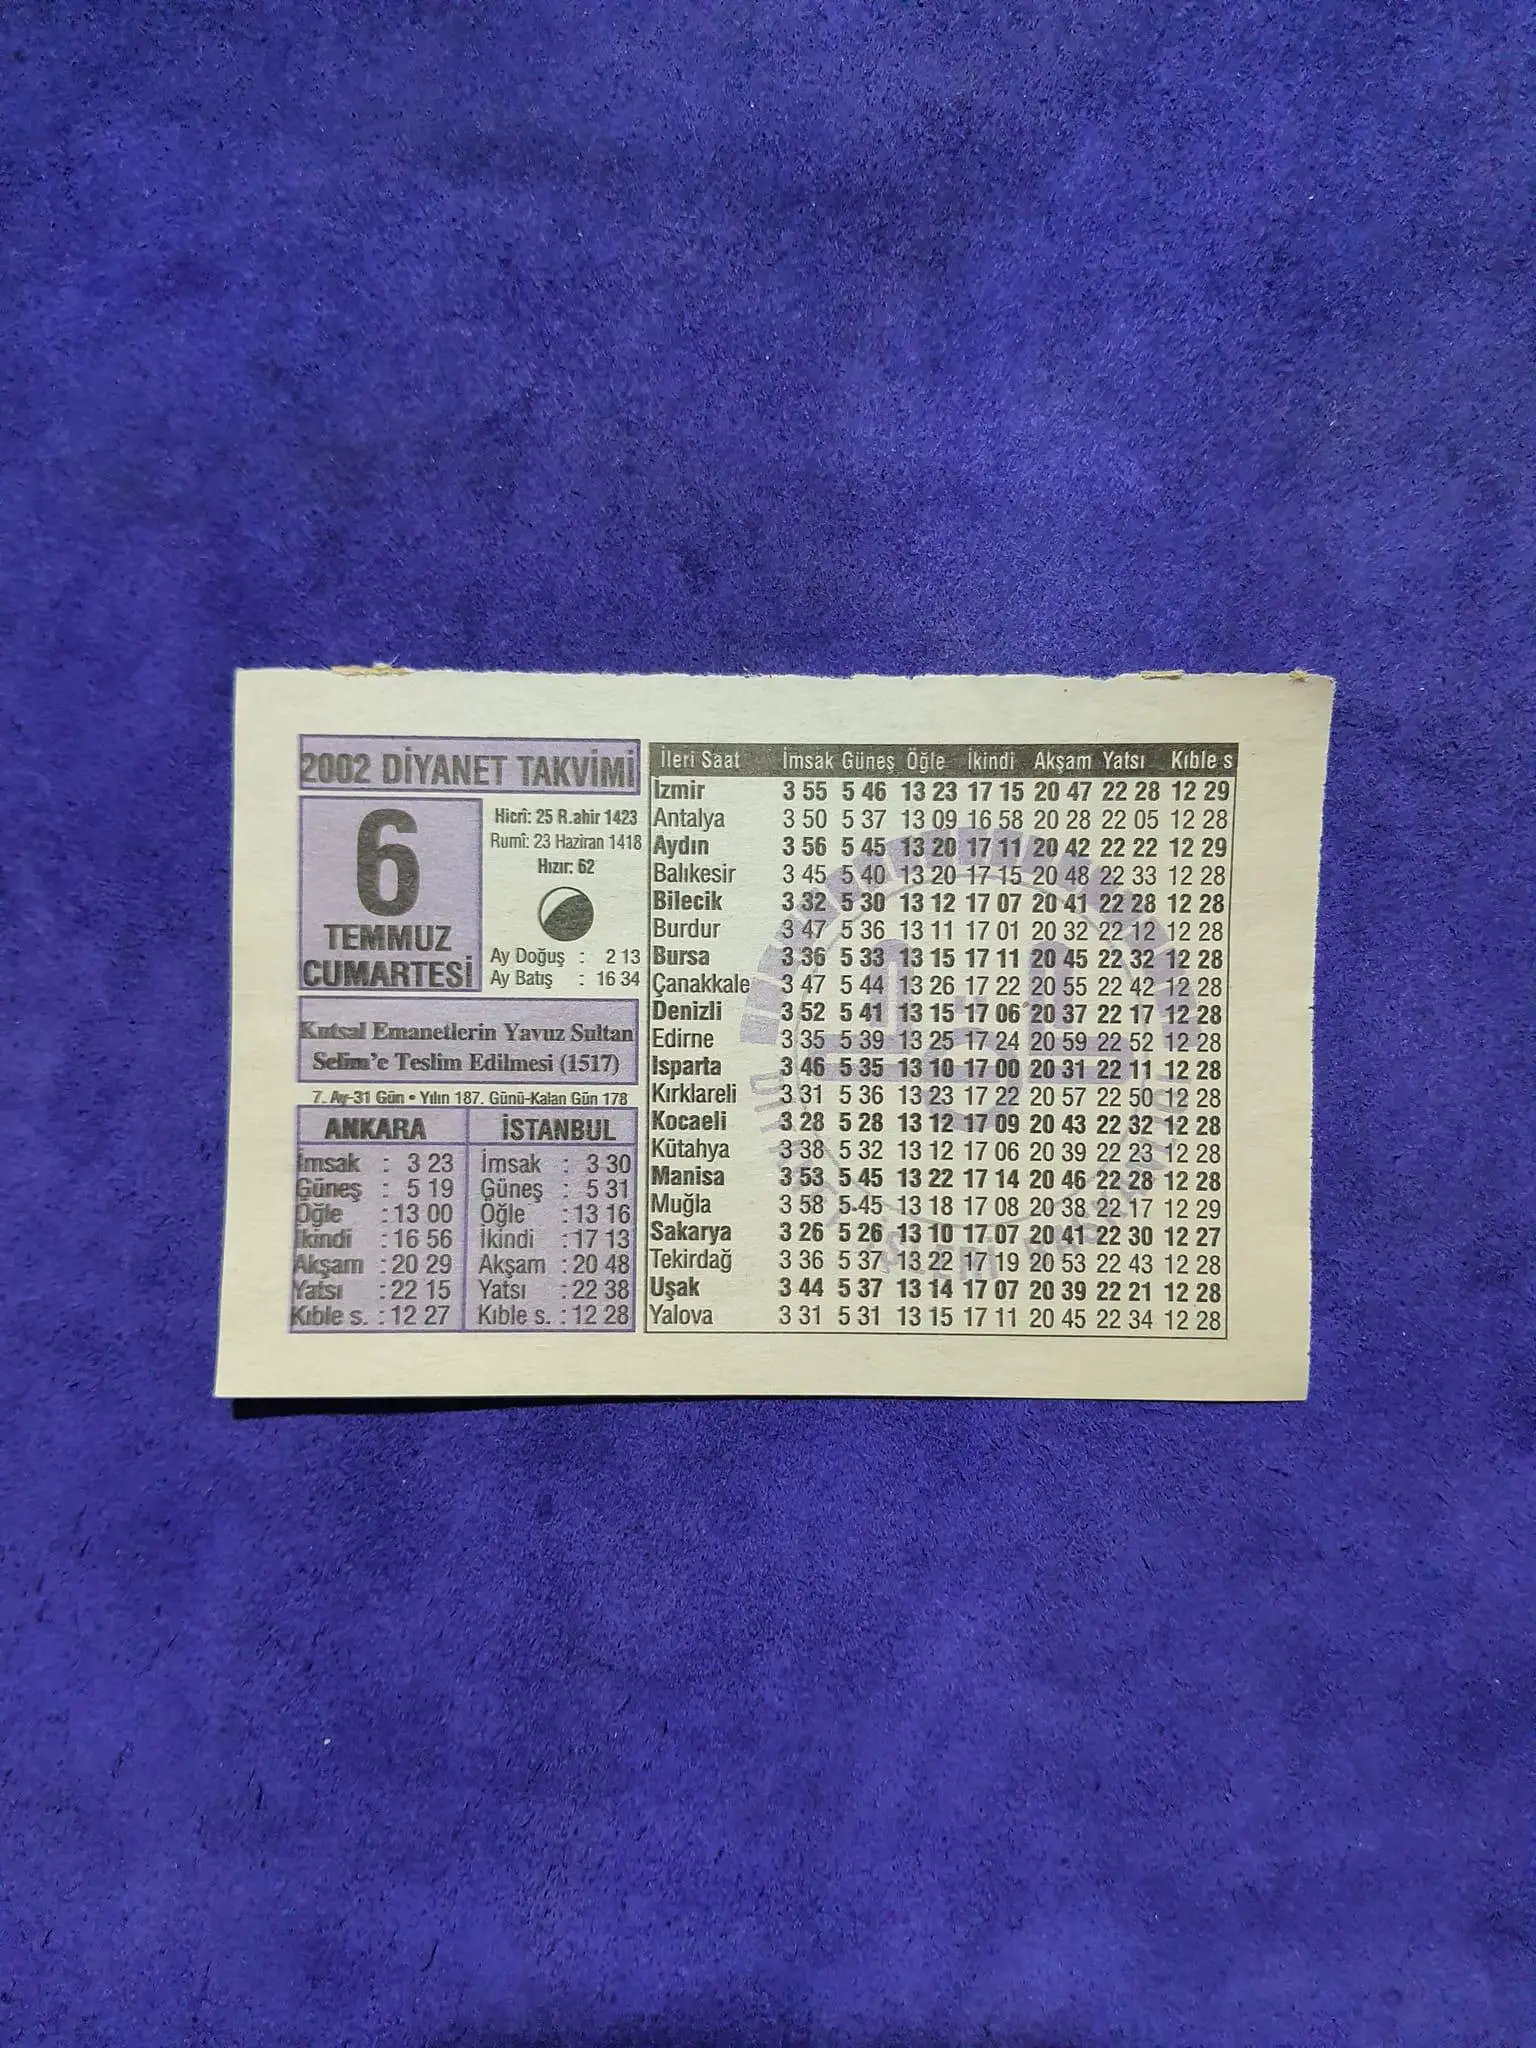 2002 DİYANET TAKVİMİ
6
TEMMUZ
CUMARTESİ
Hicrî: 25 R.ahir 1423
Rumî: 23 Haziran 1418
Hızır: 62
Ay Doğuş : 2 13
Ay Batış : 16 34
Kutsal Emanetlerin Yavuz Sultan
Selim'e Teslim Edilmesi (1517)
7. Ay-31 Gün • Yılın 187. Günü-Kalan Gün 178
ANKARA
İmsak : 3 23
Güneş : 5 19
Öğle : 13 00
İkindi : 16 56
Akşam : 20 29
Yatsı : 22 15
Kıble s. : 12 27
İSTANBUL
İmsak : 3 30
Güneş : 5 31
Öğle : 13 16
İkindi : 17 13
Akşam : 20 48
Yatsı : 22 38
Kıble s. : 12 28
İleri Saat İmsak Güneş Öğle İkindi Akşam Yatsı Kıble s
İzmir 3 55 5 46 13 23 17 15 20 47 22 28 12 29
Antalya 3 50 5 37 13 09 16 58 20 28 22 05 12 28
Aydın 3 56 5 45 13 20 17 11 20 42 22 22 12 29
Balıkesir 3 45 5 40 13 20 17 15 20 48 22 33 12 28
Bilecik 3 32 5 30 13 12 17 07 20 41 22 28 12 28
Burdur 3 47 5 36 13 11 17 01 20 32 22 12 12 28
Bursa 3 36 5 33 13 15 17 11 20 45 22 32 12 28
Çanakkale 3 47 5 44 13 26 17 22 20 55 22 42 12 28
Denizli 3 52 5 41 13 15 17 06 20 37 22 17 12 28
Edirne 3 35 5 39 13 25 17 24 20 59 22 52 12 28
Isparta 3 46 5 35 13 10 17 00 20 31 22 11 12 28
Kırklareli 3 31 5 36 13 23 17 22 20 57 22 50 12 28
Kocaeli 3 28 5 28 13 12 17 09 20 43 22 32 12 28
Kütahya 3 38 5 32 13 12 17 06 20 39 22 23 12 28
Manisa 3 53 5 45 13 22 17 14 20 46 22 28 12 28
Muğla 3 58 5 45 13 18 17 08 20 38 22 17 12 29
Sakarya 3 26 5 26 13 10 17 07 20 41 22 30 12 27
Tekirdağ 3 36 5 37 13 22 17 19 20 53 22 43 12 28
Uşak 3 44 5 37 13 14 17 07 20 39 22 21 12 28
Yalova 3 31 5 31 13 15 17 11 20 45 22 34 12 28